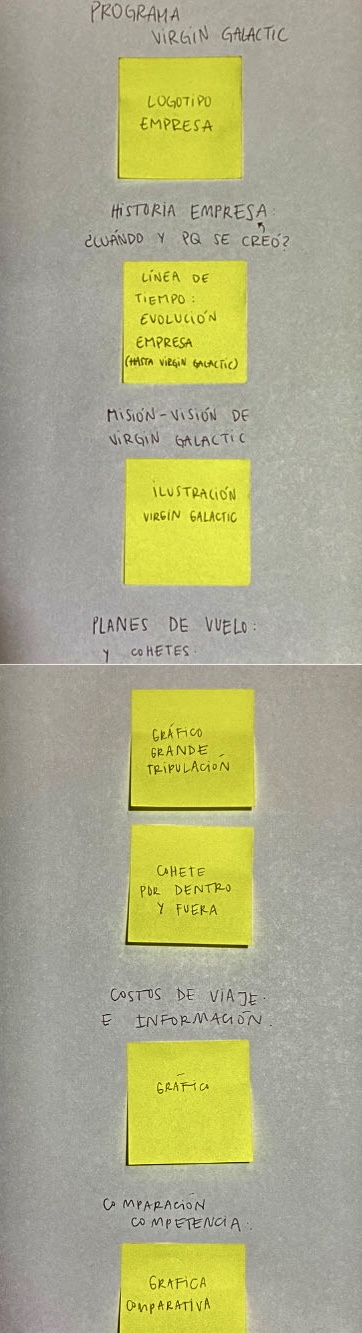 PROGRAMA
VIRGIN GALACTIC
LOGOTIPO
EMPRESA
HISTORIA EMPRESA:
¿CUÁNDO Y PQ SE CREÓ?
LÍNEA DE
TIEMPO:
EVOLUCIÓN
EMPRESA
(HASTA VIRGIN GALACTIC)
MISIÓN-VISIÓN DE
VIRGIN GALACTIC
ILUSTRACIÓN
VIRGIN GALACTIC
PLANES DE VUELO:
Y COHETES.
GRÁFICO
GRANDE
TRIPULACIÓN
COHETE
POR DENTRO
Y FUERA
COSTOS DE VIAJE.
E INFORMACIÓN.
GRÁFICO
COMPARACIÓN
COMPETENCIA:
GRAFICA
COMPARATIVA